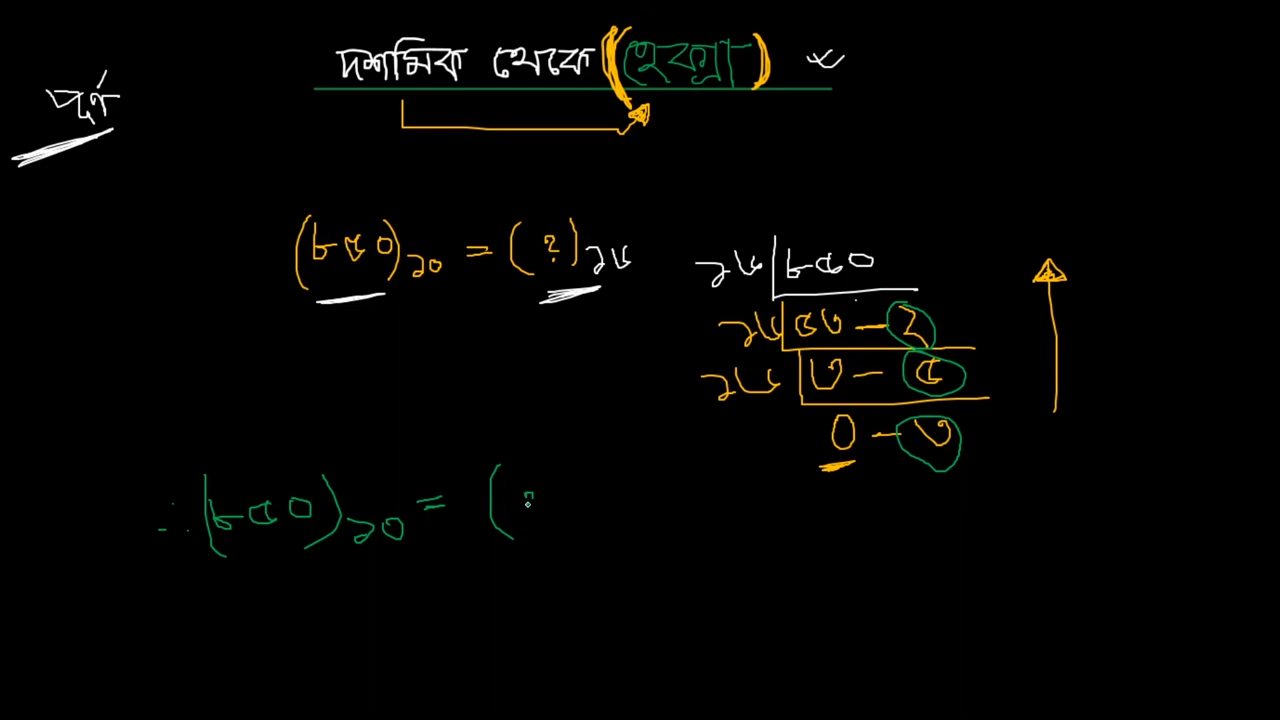 দশমিক থেকে (হেক্সা)
পূর্ণ
(৮৫০)১০ = (?)১৬
১৬ ৮৫০
১৬ ৫৩ – ২
১৬ ৩ – ৫
০ – ৩
∴ (৮৫০)১০ = (